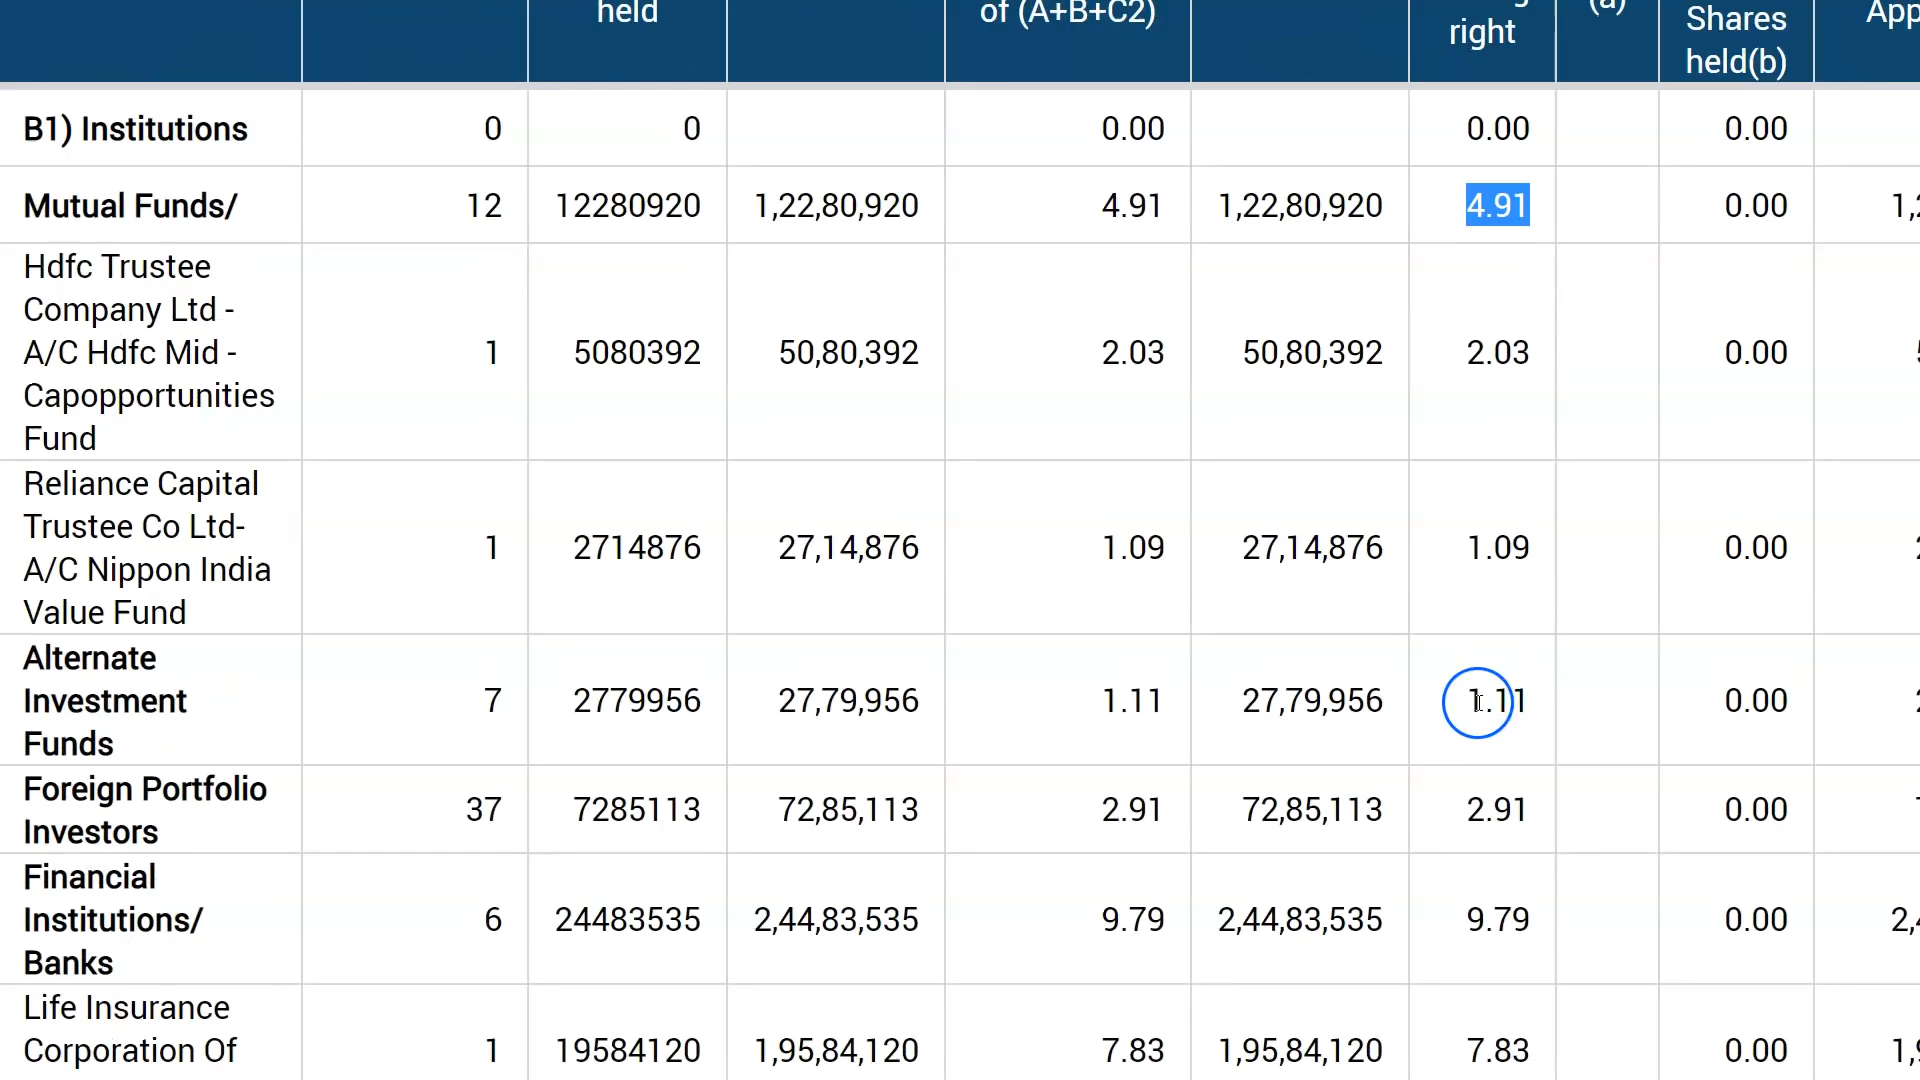 held
of (A+B+C2)
right
(a)
Shares
held(b)
B1) Institutions 0 0 0.00 0.00 0.00
Mutual Funds/ 12 12280920 1,22,80,920 4.91 1,22,80,920 4.91 0.00
Hdfc Trustee
Company Ltd -
A/C Hdfc Mid - 1 5080392 50,80,392 2.03 50,80,392 2.03 0.00
Capopportunities
Fund
Reliance Capital
Trustee Co Ltd-
1 2714876 27,14,876 1.09 27,14,876 1.09 0.00
A/C Nippon India
Value Fund
Alternate
Investment 7 2779956 27,79,956 1.11 27,79,956 1.11 0.00
Funds
Foreign Portfolio
37 7285113 72,85,113 2.91 72,85,113 2.91 0.00
Investors
Financial
Institutions/ 6 24483535 2,44,83,535 9.79 2,44,83,535 9.79 0.00
Banks
Life Insurance
Corporation Of 1 19584120 1,95,84,120 7.83 1,95,84,120 7.83 0.00